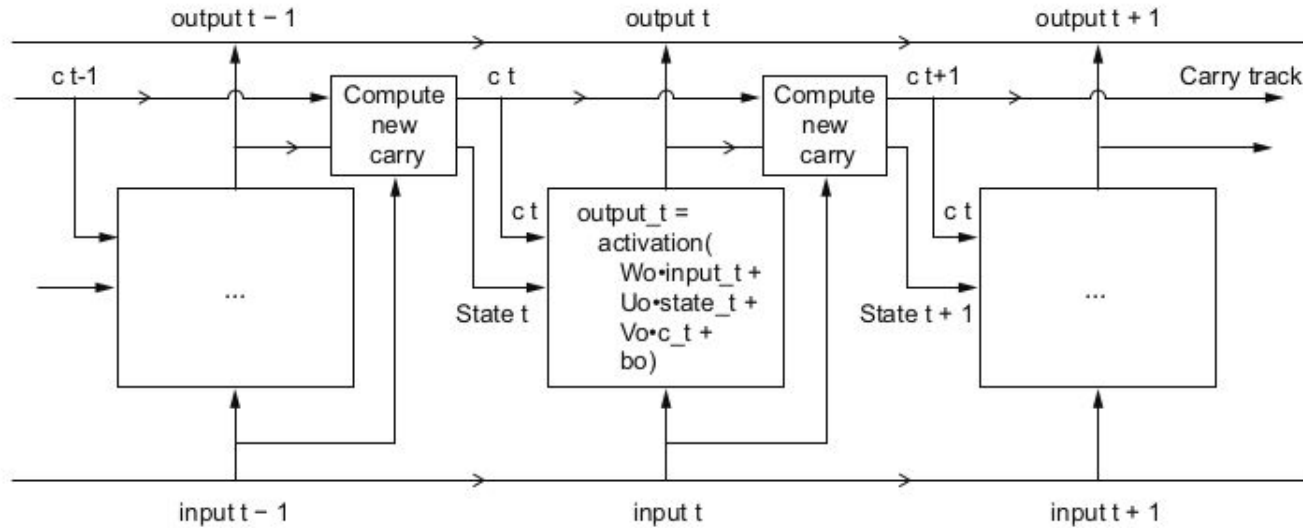 output t − 1
output t
output t + 1
c t-1
c t
c t+1
Carry track
Compute
new
carry
Compute
new
carry
c t
output_t =
activation(
Wo•input_t +
Uo•state_t +
Vo•c_t +
bo)
c t
...
...
State t
State t + 1
input t − 1
input t
input t + 1